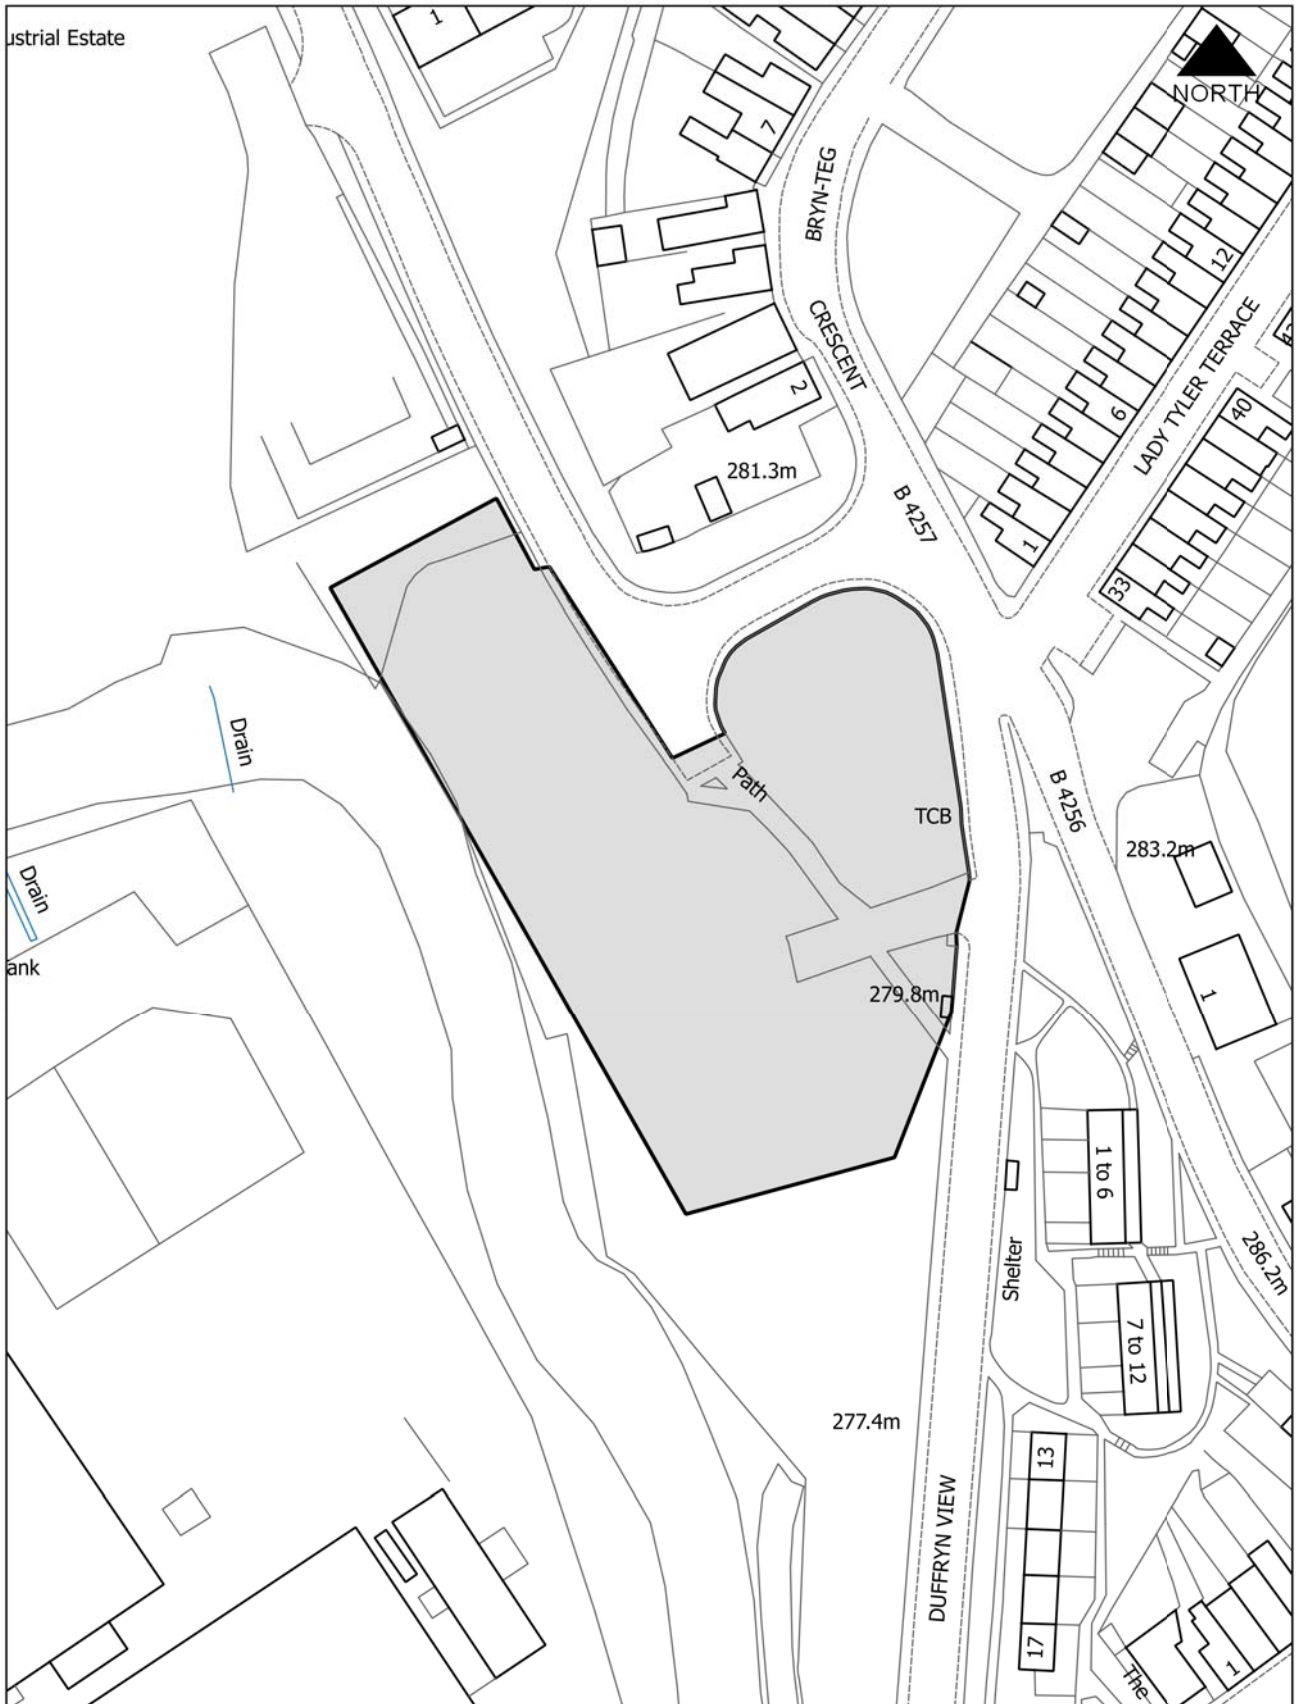 ustrial Estate
1
NORTH
7
BRYN-TEG
CRESCENT
12
LADY TYLER TERRACE
6
40
2
281.3m
B 4257
1
33
Drain
Path
TCB
B 4256
283.2m
Drain
ank
279.8m
1
1 to 6
Shelter
286.2m
7 to 12
277.4m
13
DUFFRYN VIEW
17
The
1